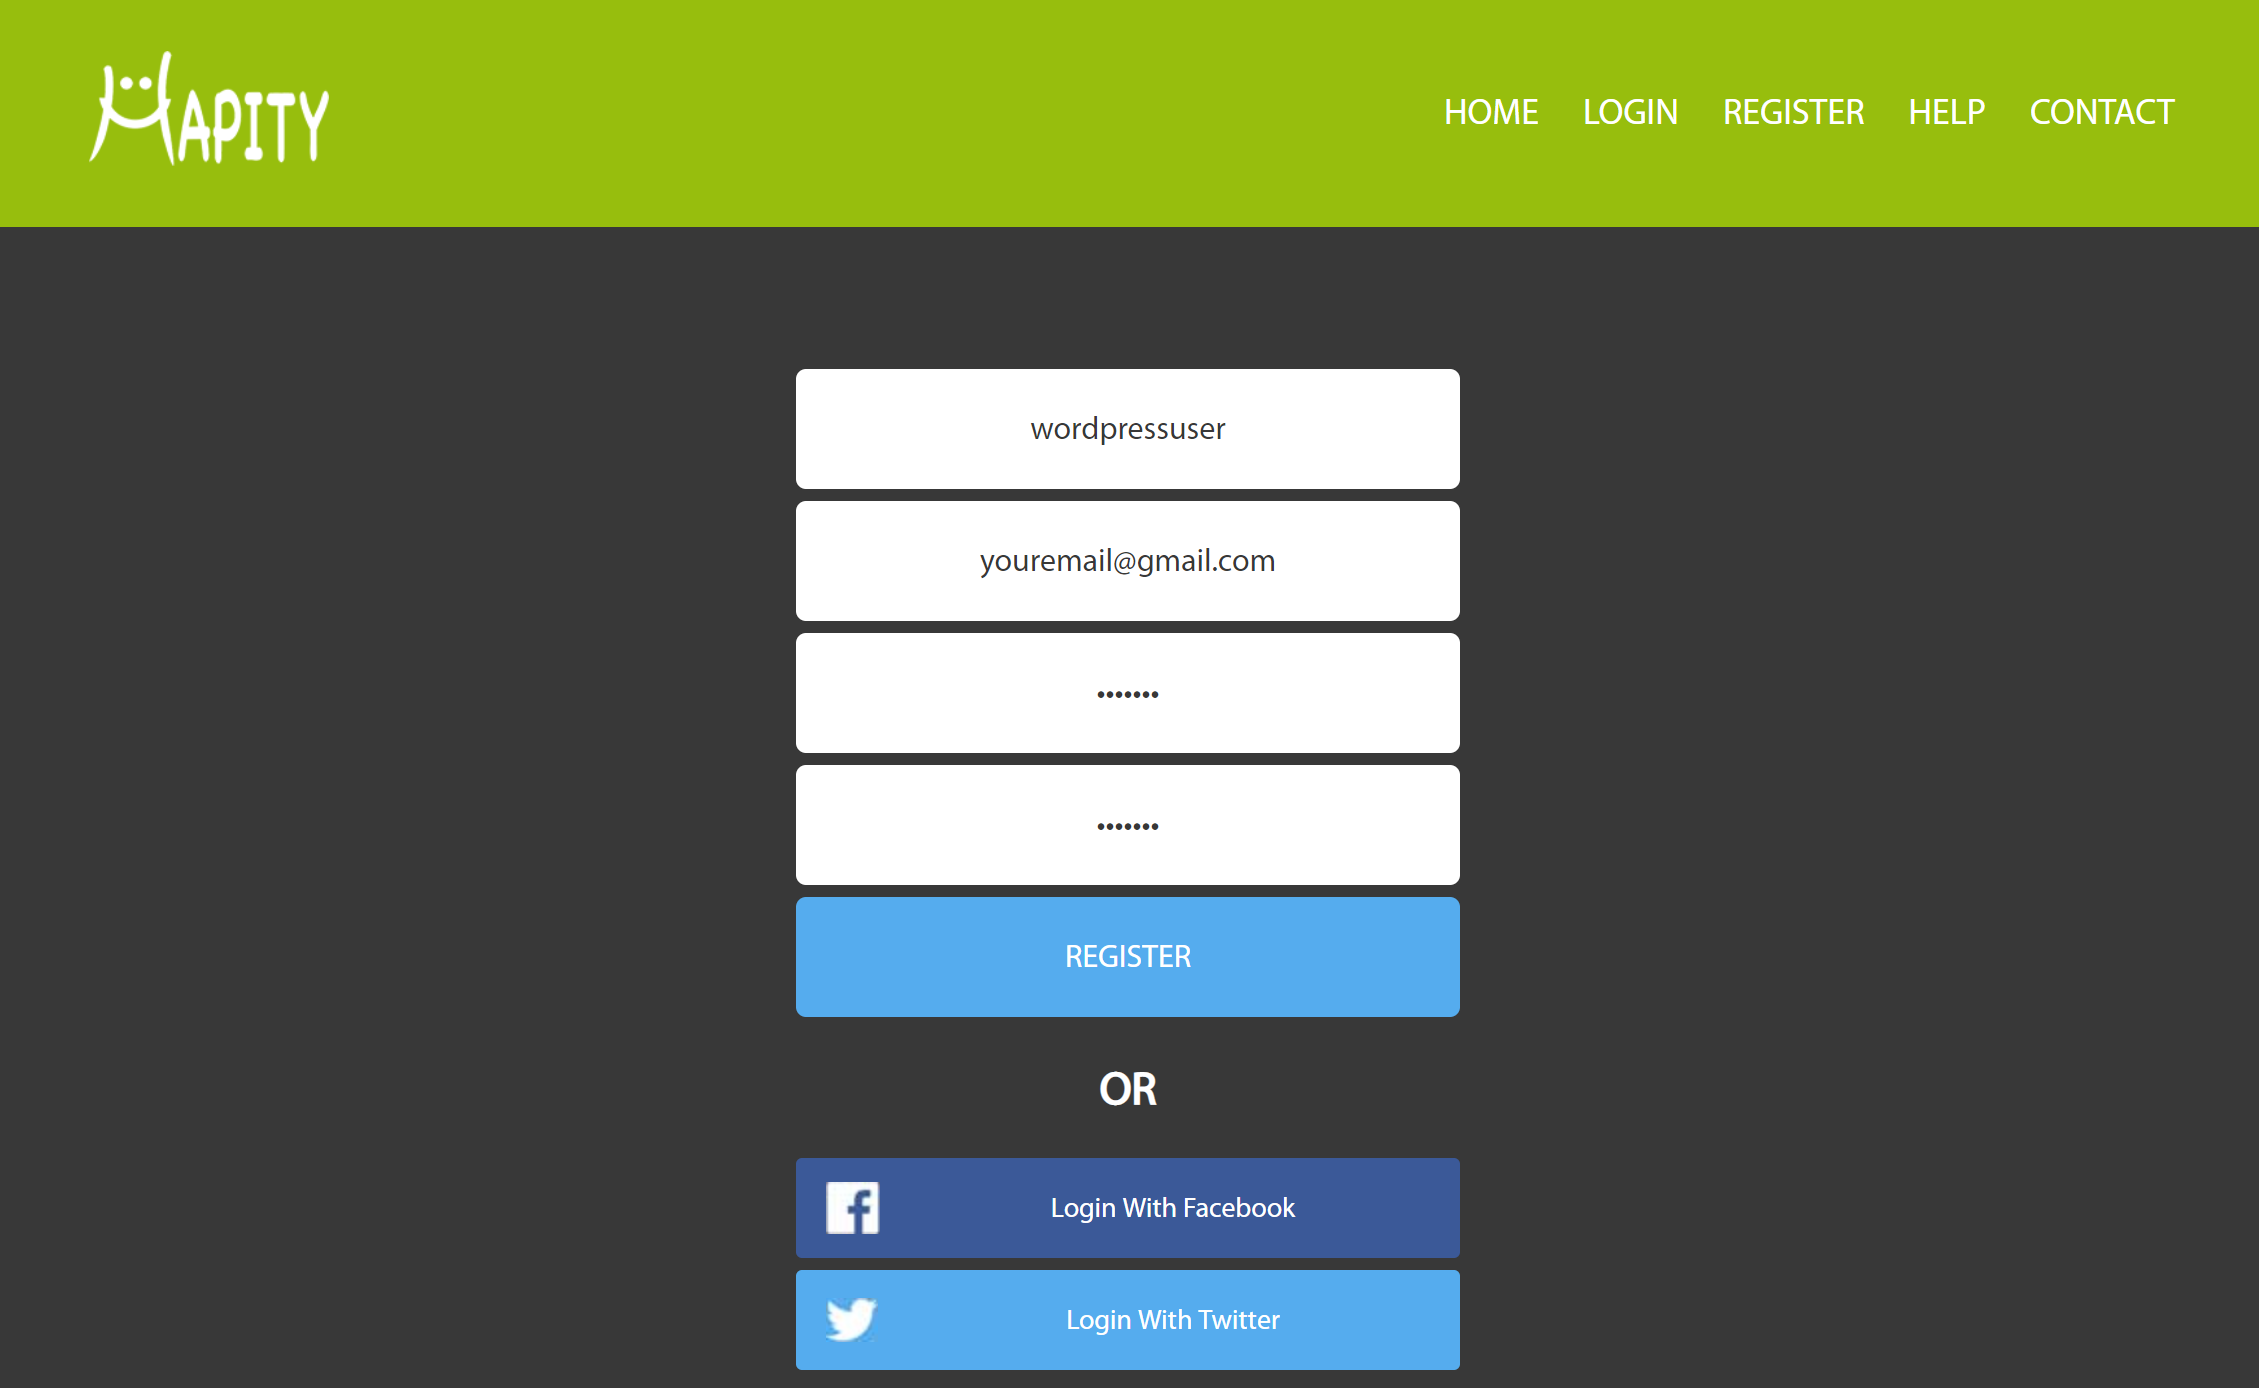 HAPITY
HOME LOGIN REGISTER HELP CONTACT
wordpressuser
youremail@gmail.com
•••••••
•••••••
REGISTER
OR
Login With Facebook
Login With Twitter